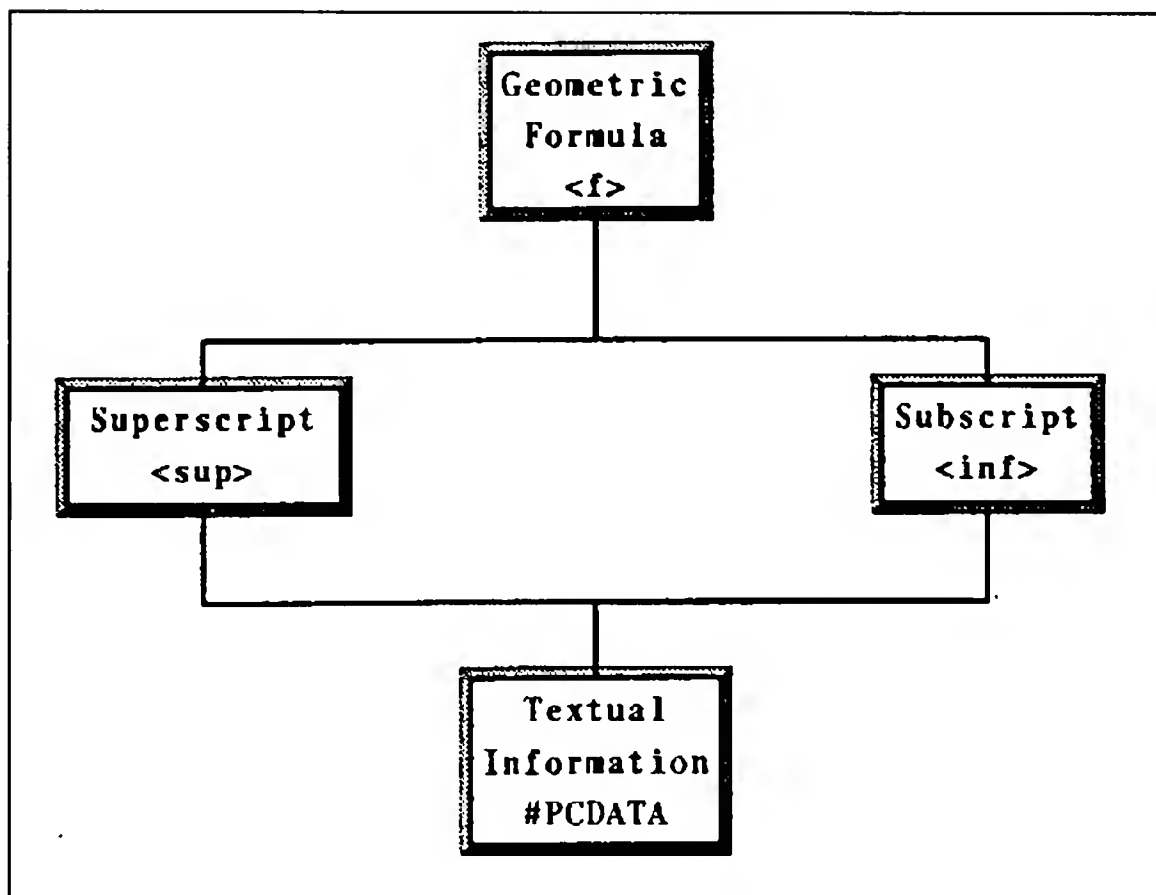 Geometric
Formula
<f>
Superscript
<sup>
Subscript
<inf>
Textual
Information
#PCDATA